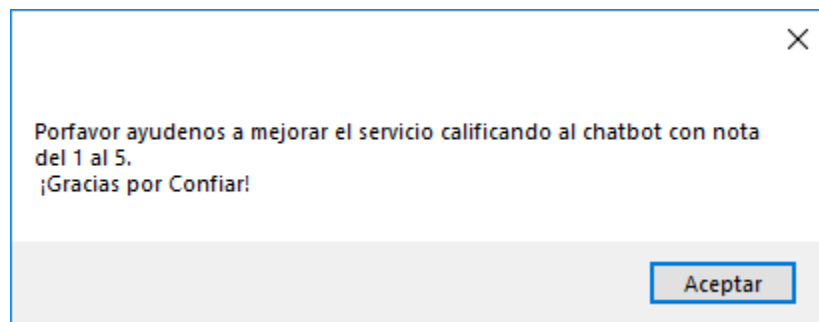 Porfavor ayudenos a mejorar el servicio calificando al chatbot con nota
del 1 al 5.
¡Gracias por Confiar!
Aceptar